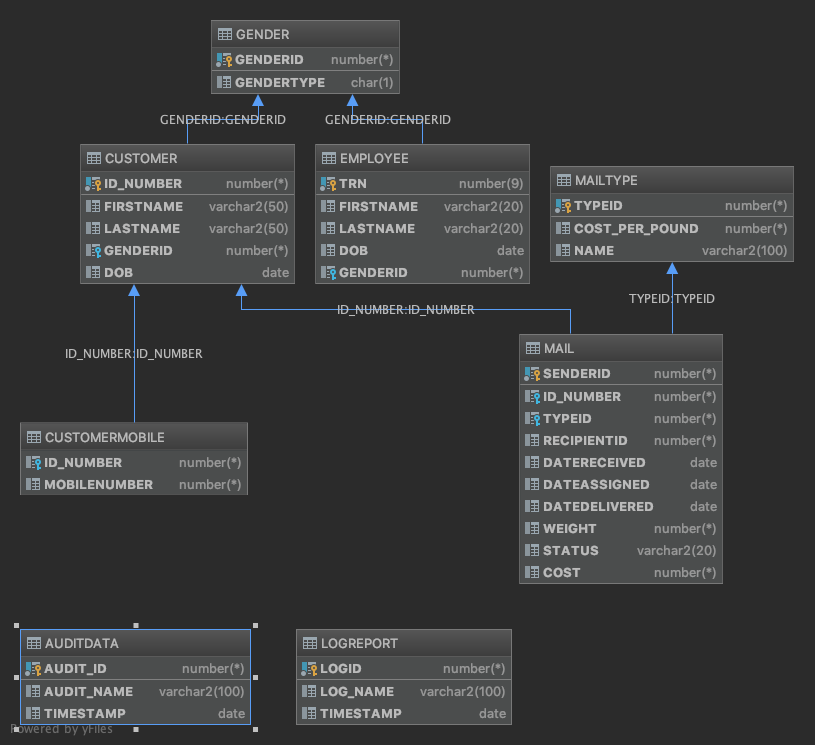 GENDER
GENDERID number(*)
GENDERTYPE char(1)
GENDERID:GENDERID
GENDERID:GENDERID
CUSTOMER
ID_NUMBER number(*)
FIRSTNAME varchar2(50)
LASTNAME varchar2(50)
GENDERID number(*)
DOB date
EMPLOYEE
TRN number(9)
FIRSTNAME varchar2(20)
LASTNAME varchar2(20)
DOB date
GENDERID number(*)
MAILTYPE
TYPEID number(*)
COST_PER_POUND number(*)
NAME varchar2(100)
TYPEID:TYPEID
ID_NUMBER:ID_NUMBER
ID_NUMBER:ID_NUMBER
MAIL
SENDERID number(*)
ID_NUMBER number(*)
TYPEID number(*)
RECIPIENTID number(*)
DATERECEIVED date
DATEASSIGNED date
DATEDELIVERED date
WEIGHT number(*)
STATUS varchar2(20)
COST number(*)
CUSTOMERMOBILE
ID_NUMBER number(*)
MOBILENUMBER number(*)
AUDITDATA
AUDIT_ID number(*)
AUDIT_NAME varchar2(100)
TIMESTAMP date
LOGREPORT
LOGID number(*)
LOG_NAME varchar2(100)
TIMESTAMP date
Powered by yFiles